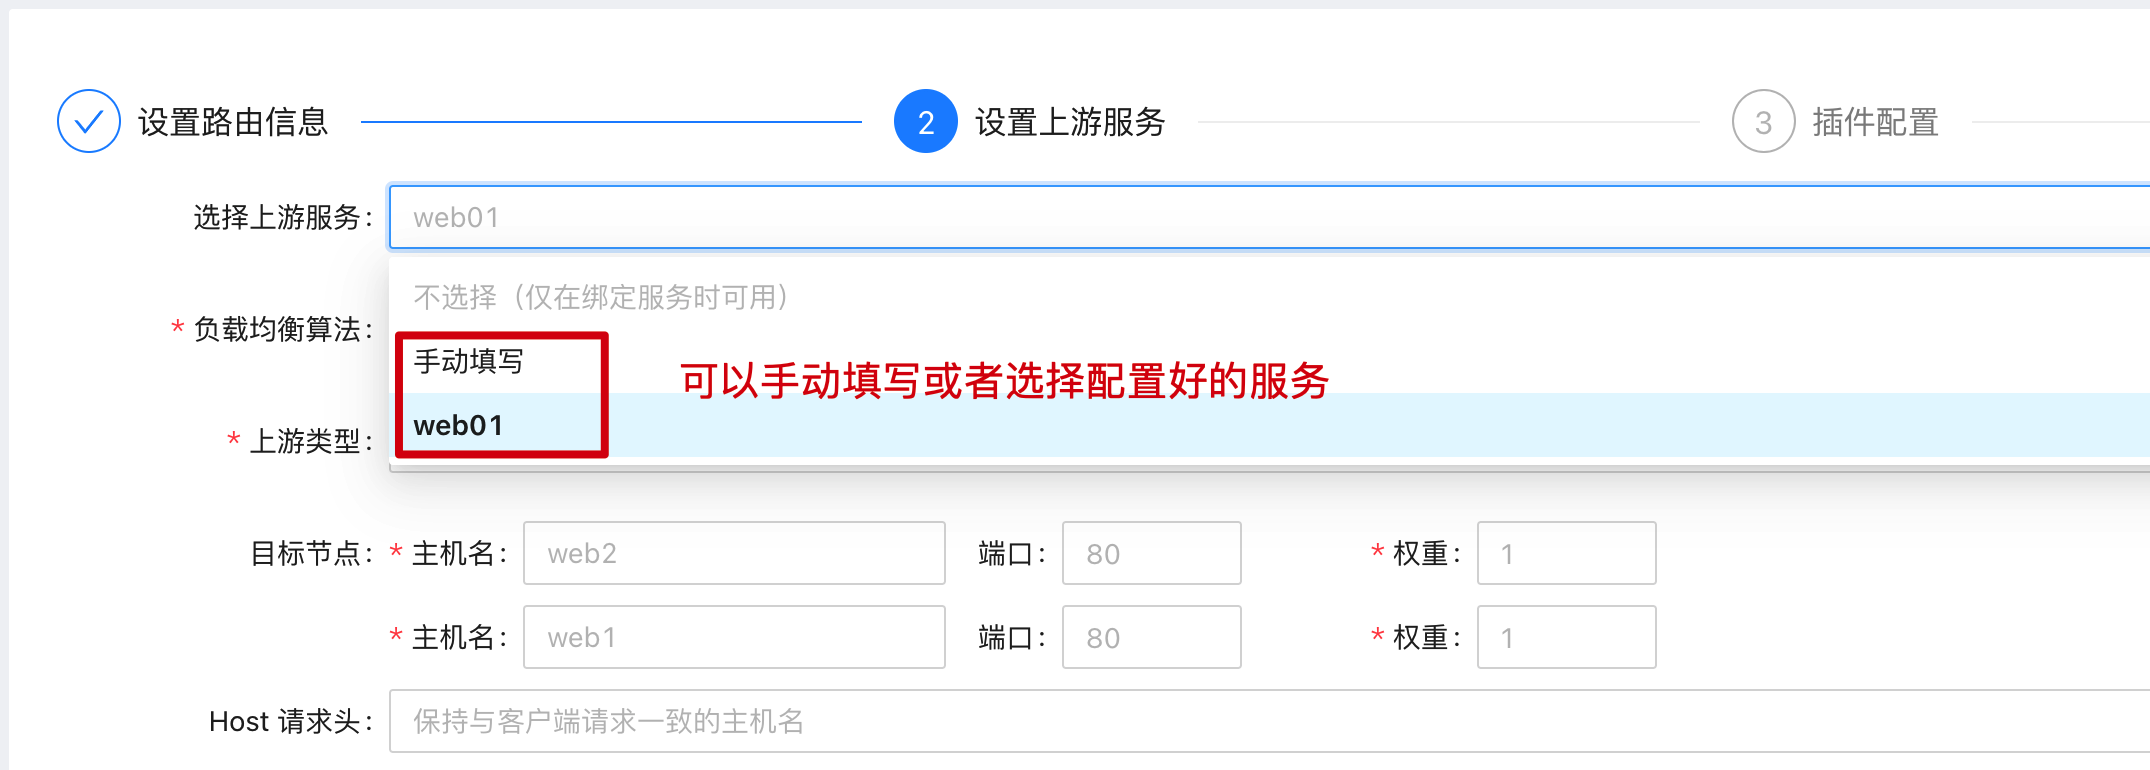 设置路由信息 2 设置上游服务 3 插件配置
选择上游服务: web01
不选择（仅在绑定服务时可用）
* 负载均衡算法:
手动填写
可以手动填写或者选择配置好的服务
web01
* 上游类型:
目标节点: * 主机名: web2 端口: 80 * 权重: 1
* 主机名: web1 端口: 80 * 权重: 1
Host 请求头: 保持与客户端请求一致的主机名